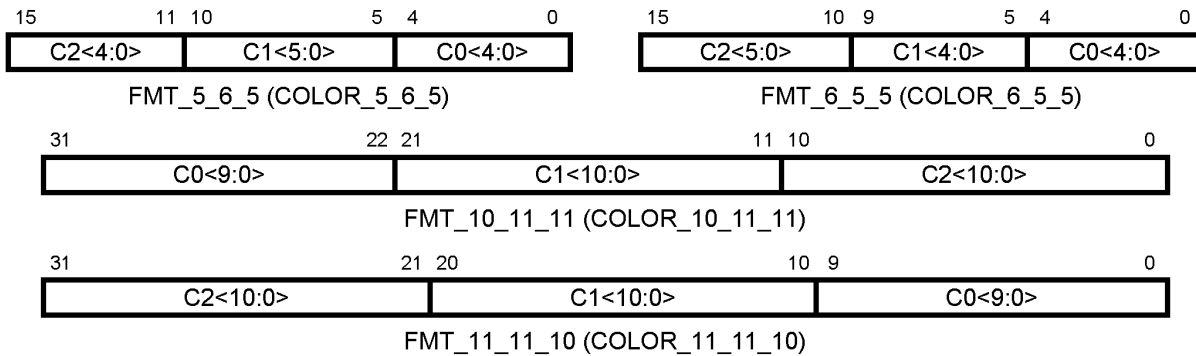 15 11 10 5 4 0 15 10 9 5 4 0
C2<4:0> C1<5:0> C0<4:0> C2<5:0> C1<4:0> C0<4:0>
FMT_5_6_5 (COLOR_5_6_5) FMT_6_5_5 (COLOR_6_5_5)
31 22 21 11 10 0
C0<9:0> C1<10:0> C2<10:0>
FMT_10_11_11 (COLOR_10_11_11)
31 21 20 10 9 0
C2<10:0> C1<10:0> C0<9:0>
FMT_11_11_10 (COLOR_11_11_10)